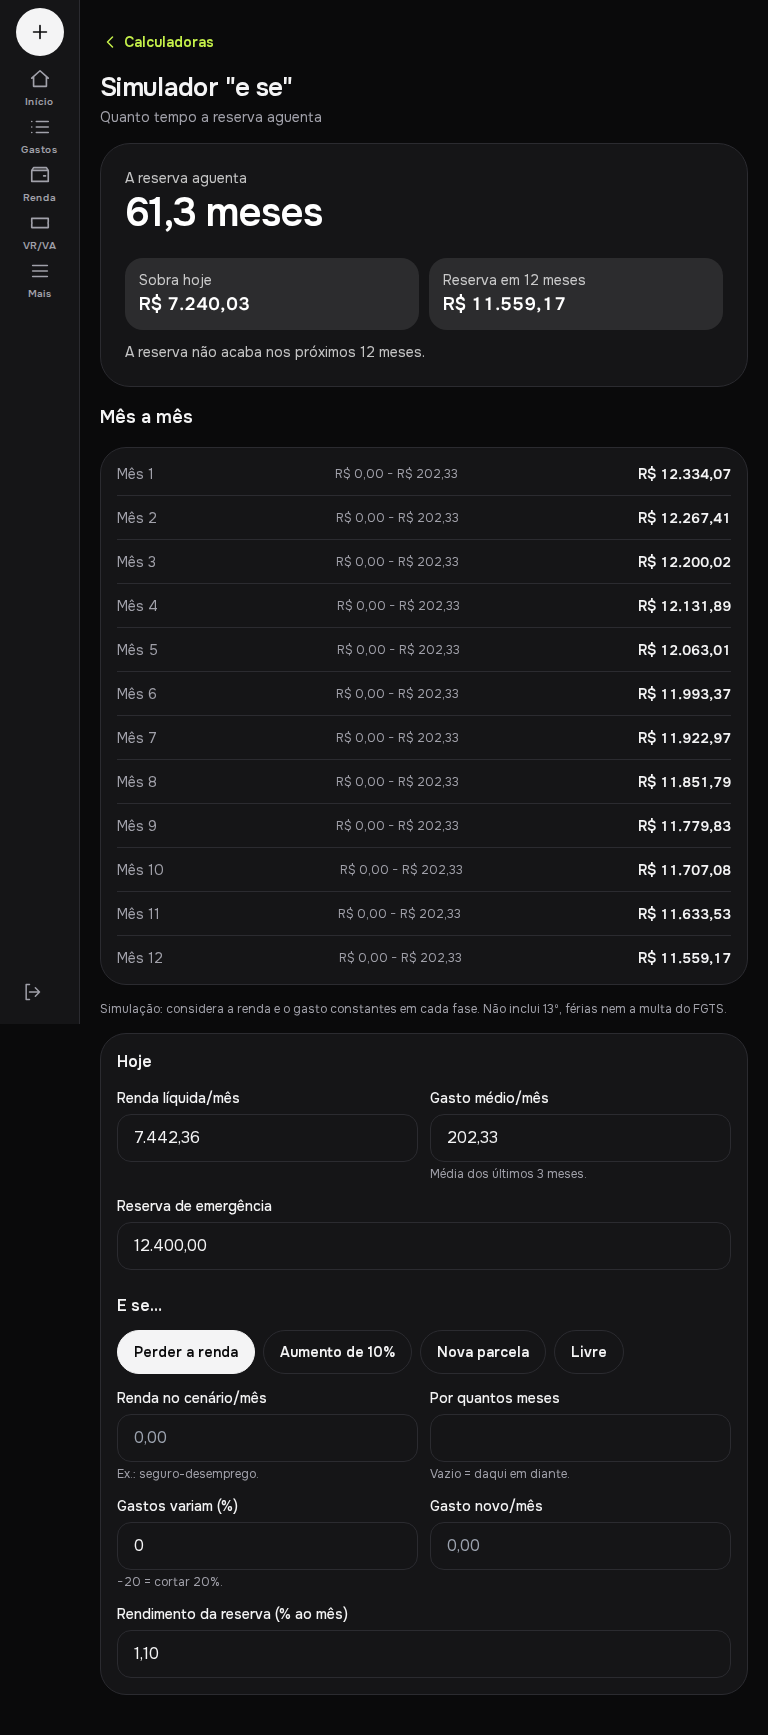 Calculadoras
Início
Gastos
Renda
VR/VA
Mais
Simulador "e se"
Quanto tempo a reserva aguenta
A reserva aguenta
61,3 meses
Sobra hoje
R$ 7.240,03
Reserva em 12 meses
R$ 11.559,17
A reserva não acaba nos próximos 12 meses.
Mês a mês
Mês 1 R$ 0,00 − R$ 202,33 R$ 12.334,07
Mês 2 R$ 0,00 − R$ 202,33 R$ 12.267,41
Mês 3 R$ 0,00 − R$ 202,33 R$ 12.200,02
Mês 4 R$ 0,00 − R$ 202,33 R$ 12.131,89
Mês 5 R$ 0,00 − R$ 202,33 R$ 12.063,01
Mês 6 R$ 0,00 − R$ 202,33 R$ 11.993,37
Mês 7 R$ 0,00 − R$ 202,33 R$ 11.922,97
Mês 8 R$ 0,00 − R$ 202,33 R$ 11.851,79
Mês 9 R$ 0,00 − R$ 202,33 R$ 11.779,83
Mês 10 R$ 0,00 − R$ 202,33 R$ 11.707,08
Mês 11 R$ 0,00 − R$ 202,33 R$ 11.633,53
Mês 12 R$ 0,00 − R$ 202,33 R$ 11.559,17
Simulação: considera a renda e o gasto constantes em cada fase. Não inclui 13º, férias nem a multa do FGTS.
Hoje
Renda líquida/mês
7.442,36
Gasto médio/mês
202,33
Média dos últimos 3 meses.
Reserva de emergência
12.400,00
E se...
Perder a renda
Aumento de 10%
Nova parcela
Livre
Renda no cenário/mês
0,00
Ex.: seguro-desemprego.
Por quantos meses
Vazio = daqui em diante.
Gastos variam (%)
0
−20 = cortar 20%.
Gasto novo/mês
0,00
Rendimento da reserva (% ao mês)
1,10